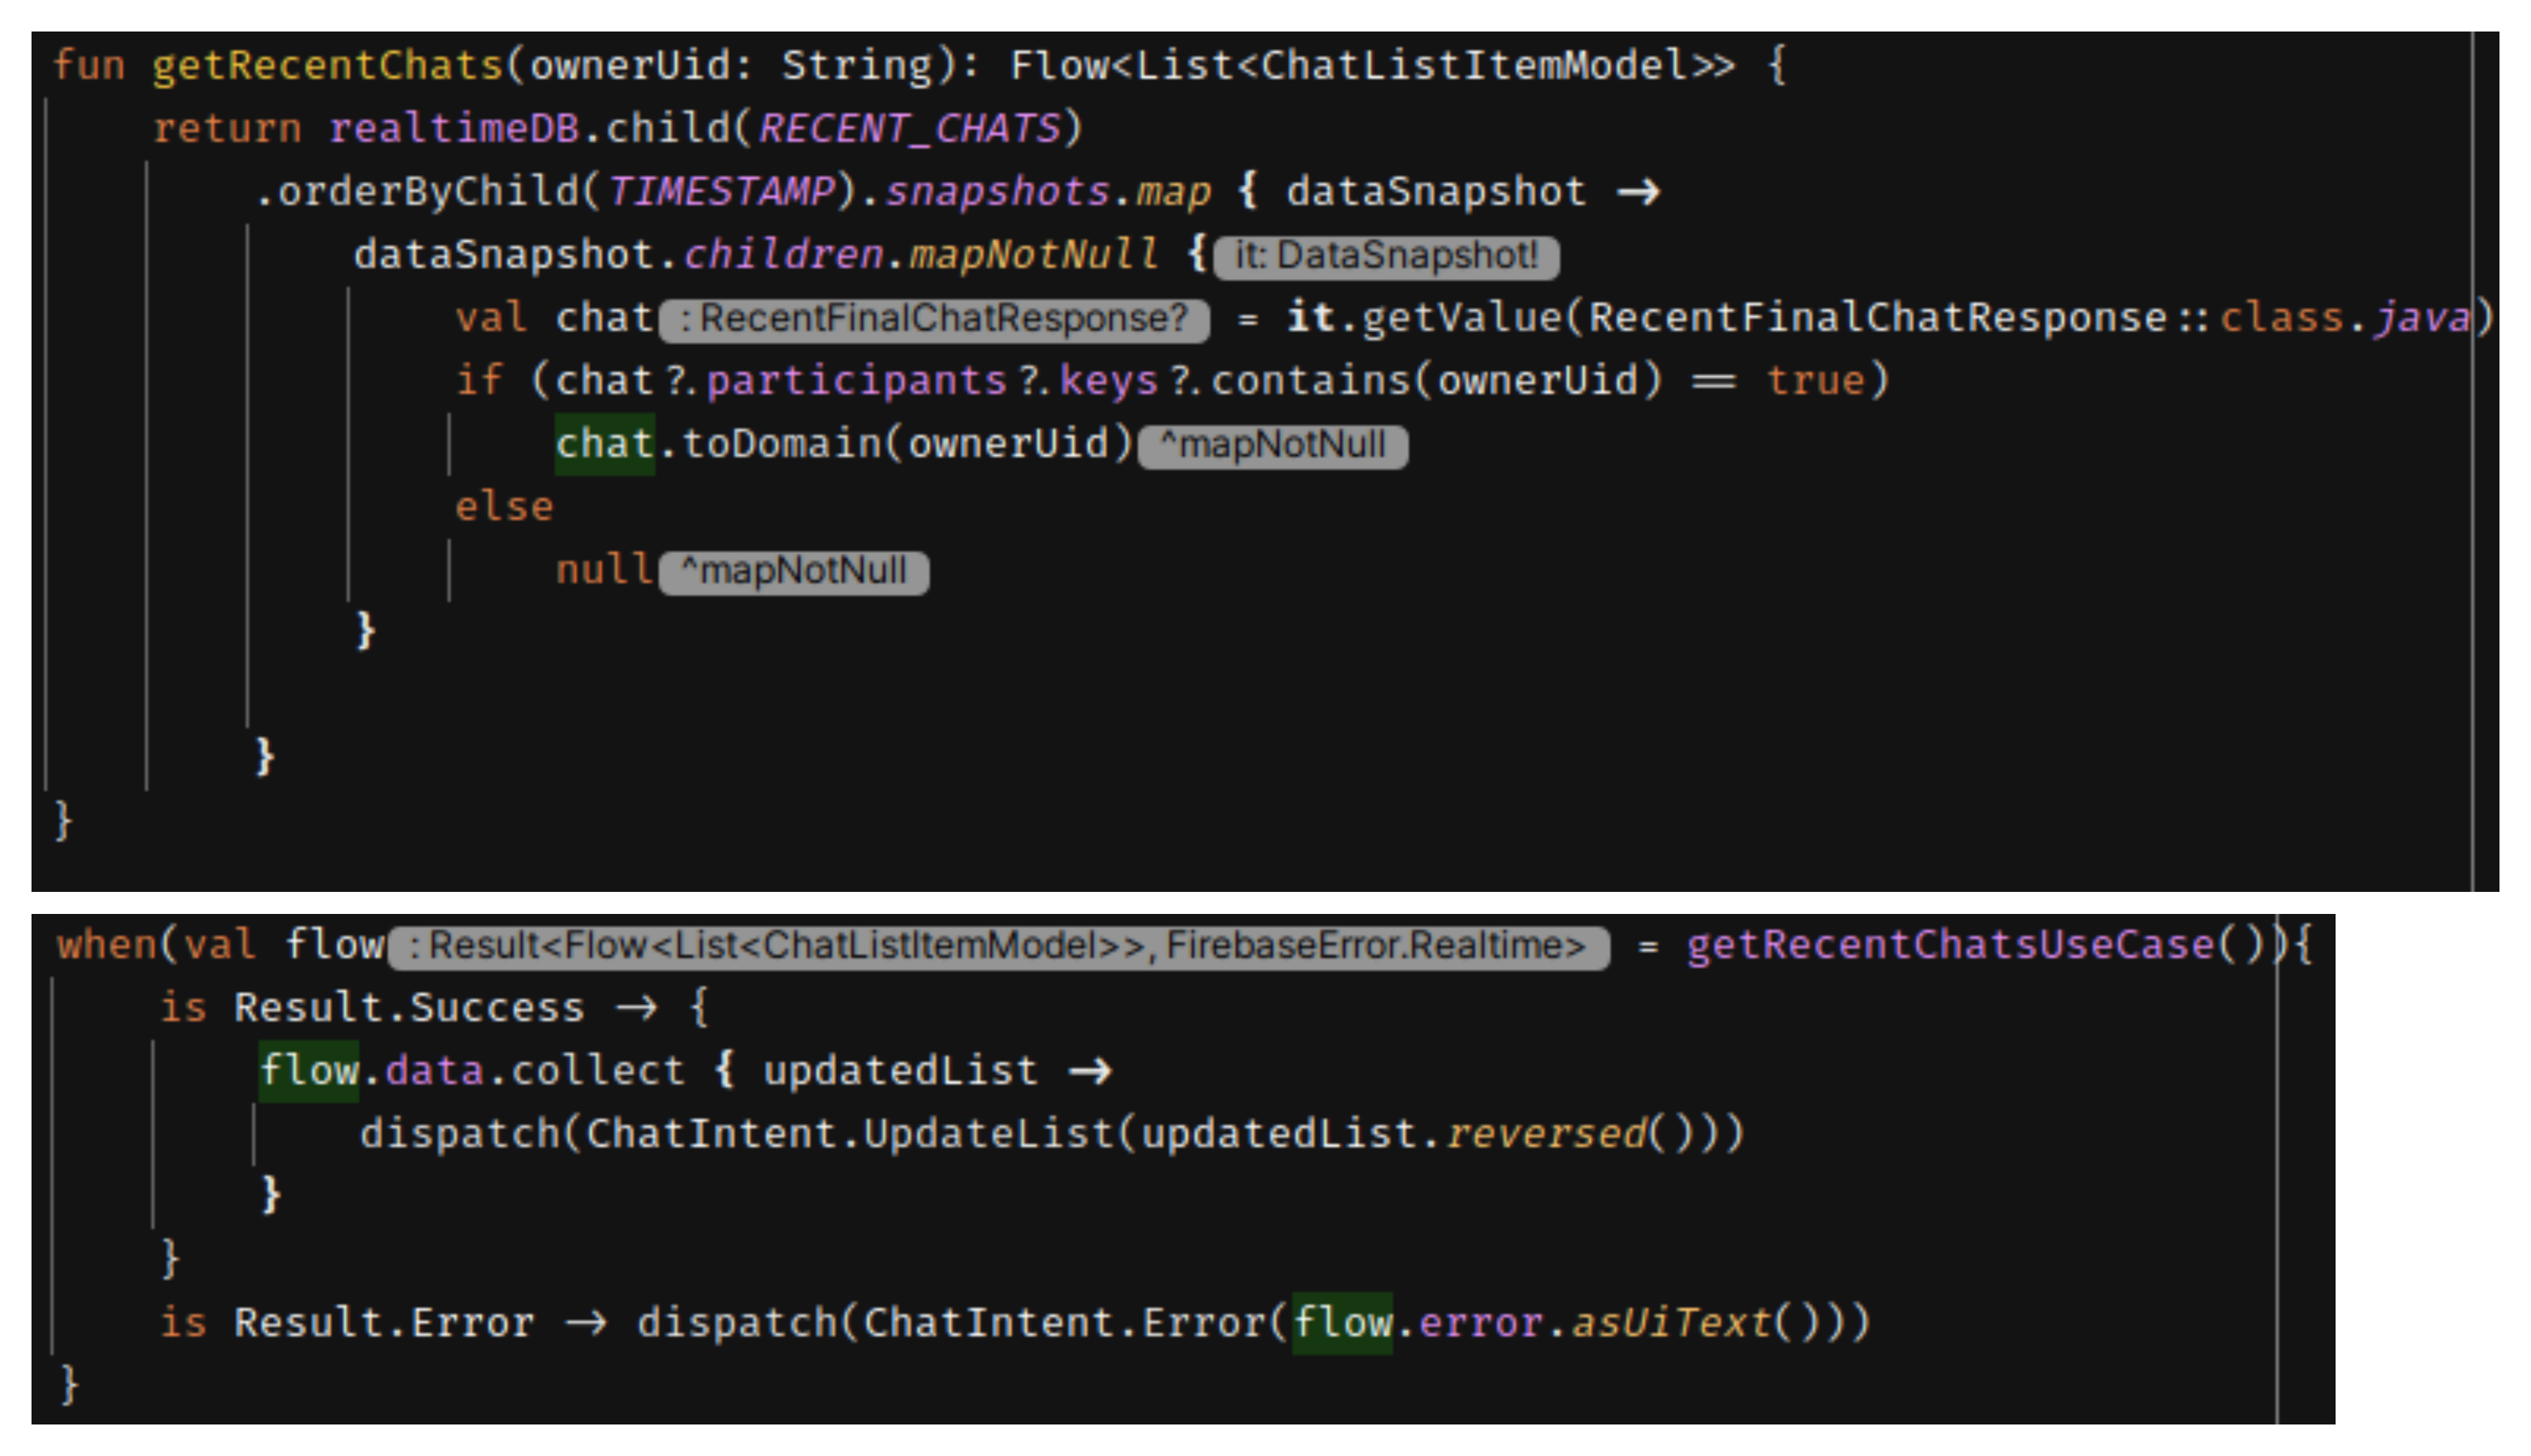 fun getRecentChats(ownerUid: String): Flow<List<ChatListItemModel>> {
return realtimeDB.child(RECENT_CHATS)
.orderByChild(TIMESTAMP).snapshots.map { dataSnapshot ->
dataSnapshot.children.mapNotNull { it: DataSnapshot!
val chat : RecentFinalChatResponse? = it.getValue(RecentFinalChatResponse::class.java)
if (chat?.participants?.keys?.contains(ownerUid) == true)
chat.toDomain(ownerUid) ^mapNotNull
else
null ^mapNotNull
}
}
}
when(val flow : Result<Flow<List<ChatListItemModel>>, FirebaseError.Realtime> = getRecentChatsUseCase()){
is Result.Success -> {
flow.data.collect { updatedList ->
dispatch(ChatIntent.UpdateList(updatedList.reversed()))
}
}
is Result.Error -> dispatch(ChatIntent.Error(flow.error.asUiText()))
}